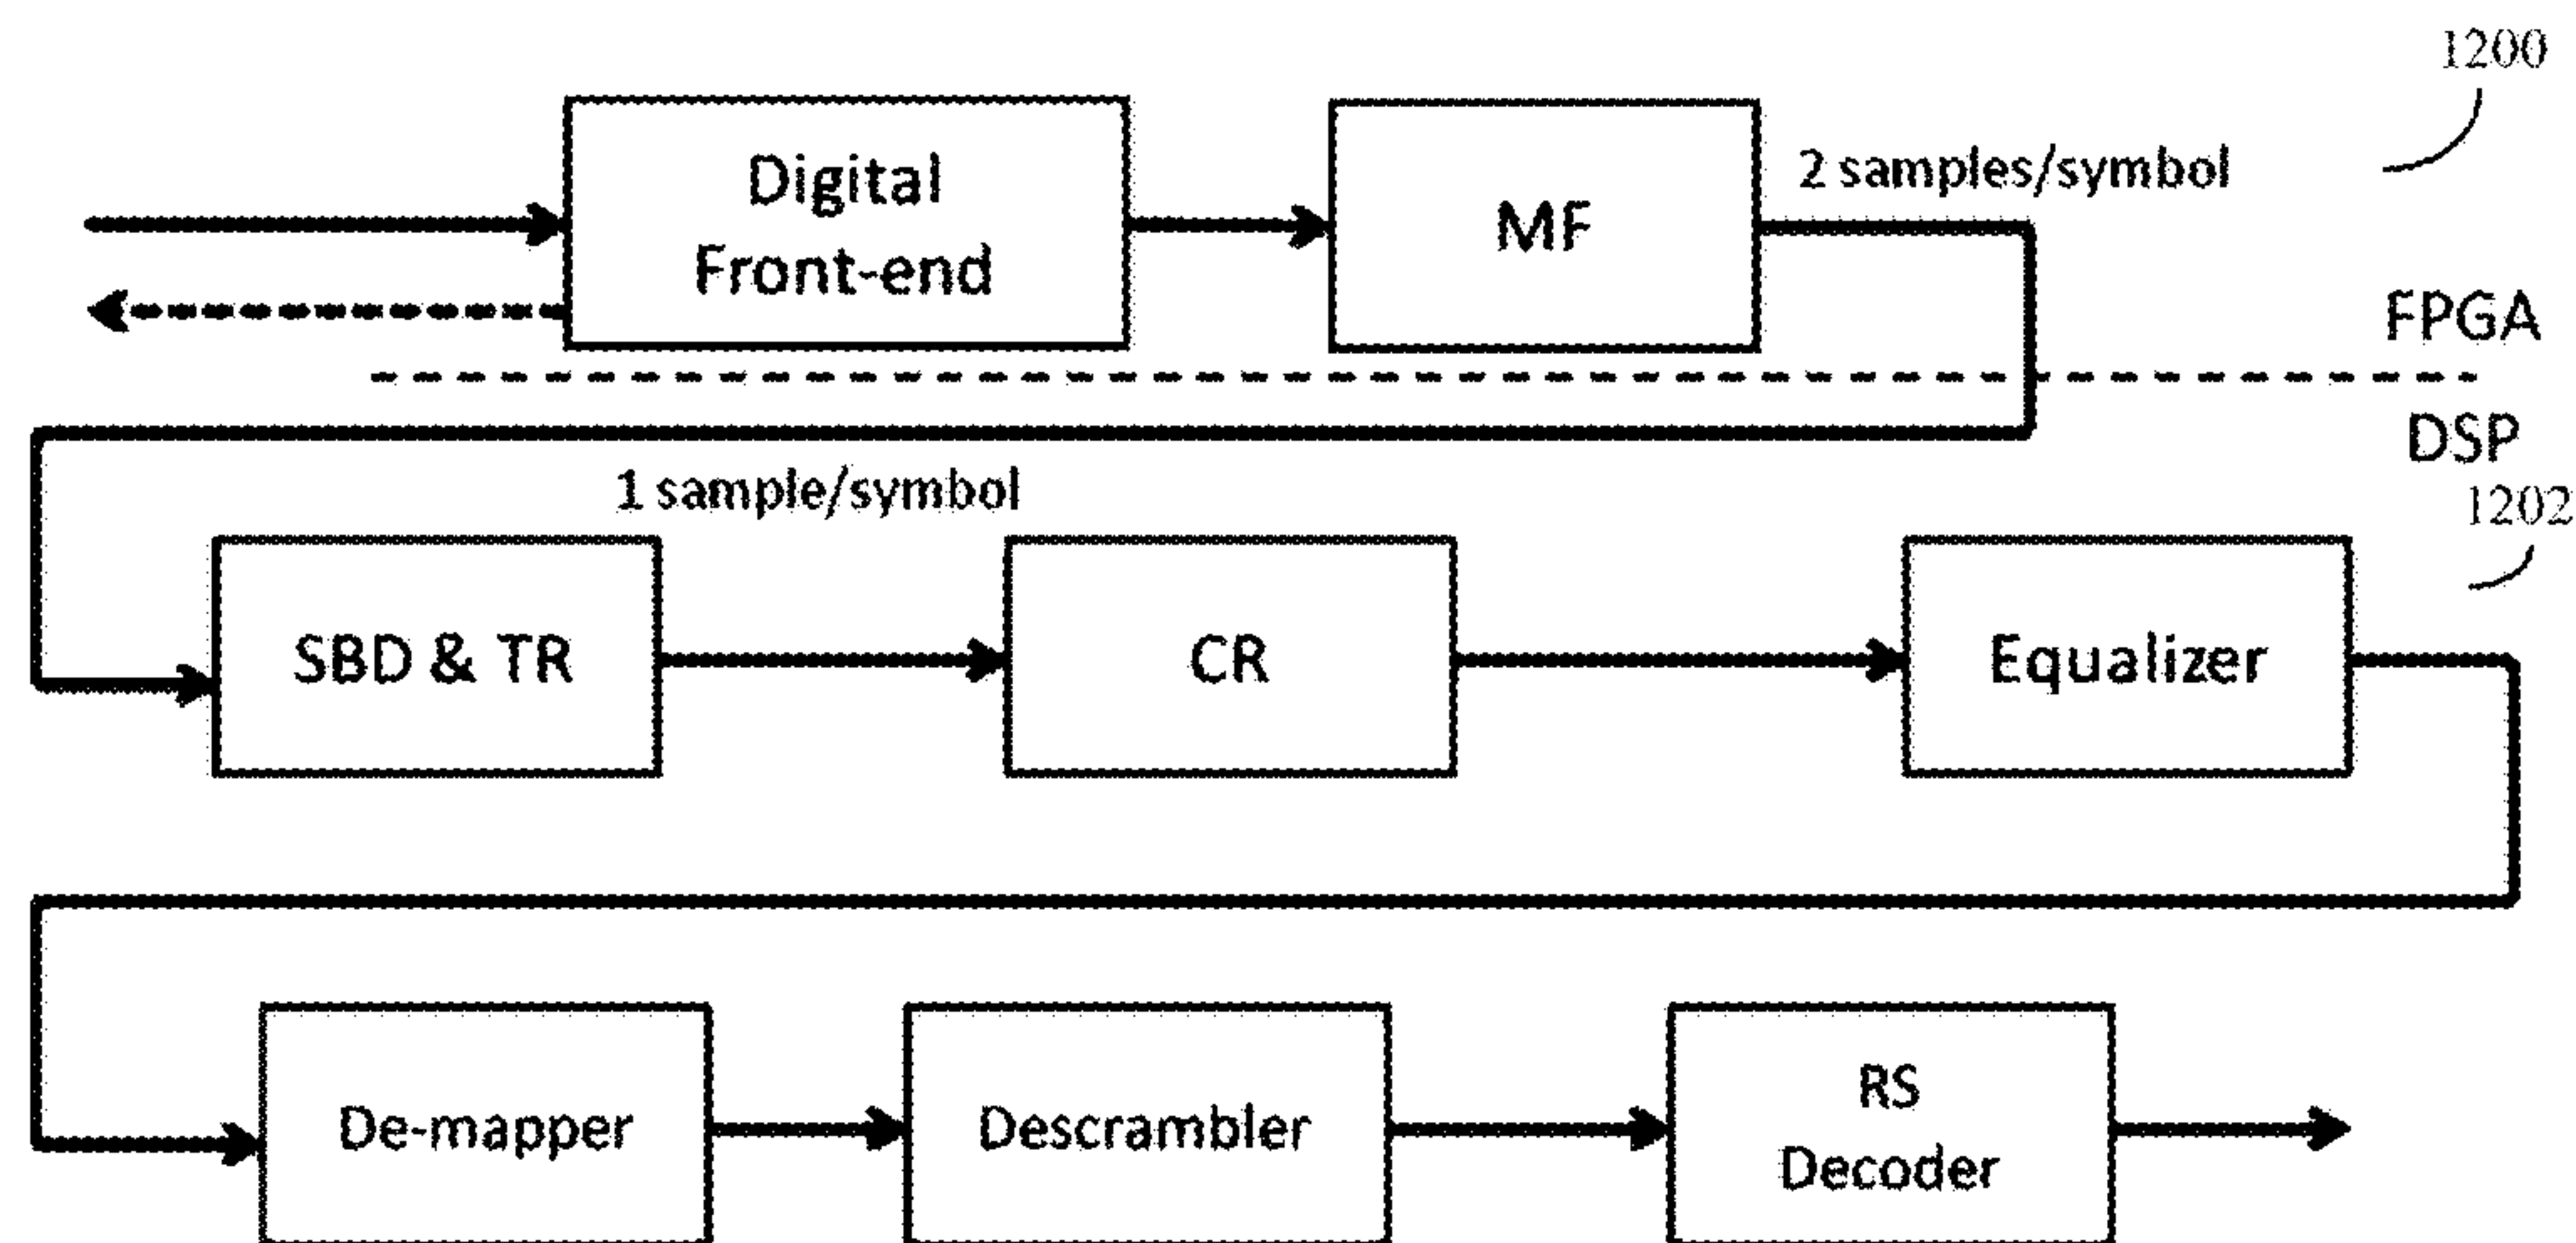 1200
Digital
Front-end
MF
2 samples/symbol
FPGA
DSP
1 sample/symbol
1202
SBD & TR
CR
Equalizer
De-mapper
Descrambler
RS
Decoder